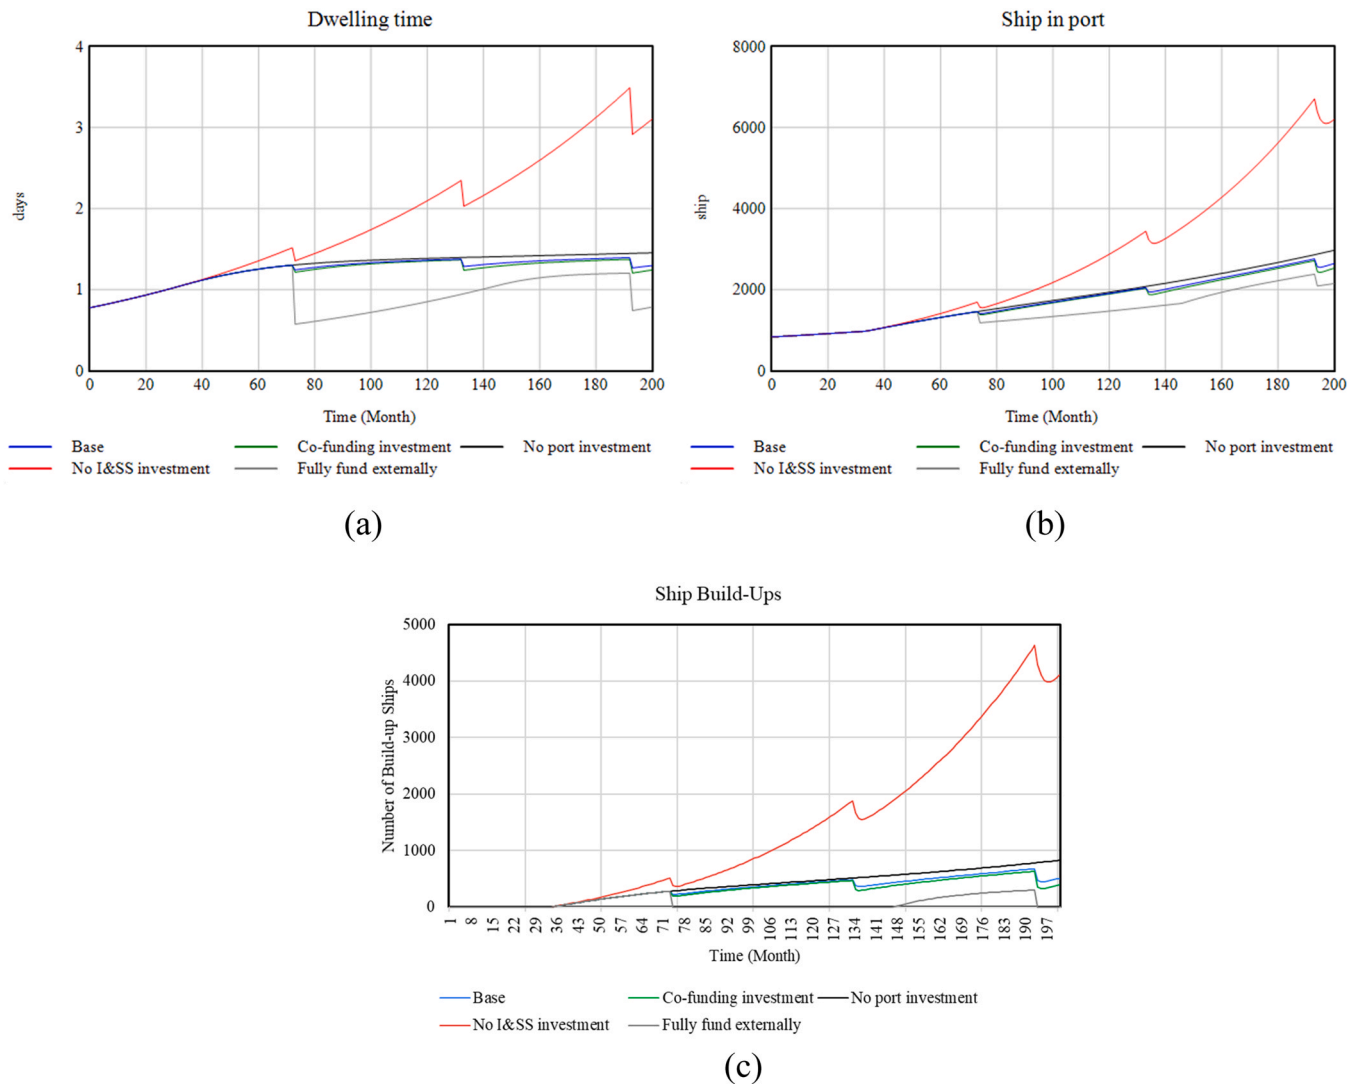 Dwelling time
4
3
2
1
0
days
0 20 40 60 80 100 120 140 160 180 200
Time (Month)
Base Co-funding investment No port investment
No I&SS investment Fully fund externally
(a)
Ship in port
8000
6000
4000
2000
0
ship
0 20 40 60 80 100 120 140 160 180 200
Time (Month)
Base Co-funding investment No port investment
No I&SS investment Fully fund externally
(b)
Ship Build-Ups
5000
4000
3000
2000
1000
0
Number of Build-up Ships
1 8 15 22 29 36 43 50 57 64 71 78 85 92 99 106 113 120 127 134 141 148 155 162 169 176 183 190 197
Time (Month)
Base Co-funding investment No port investment
No I&SS investment Fully fund externally
(c)